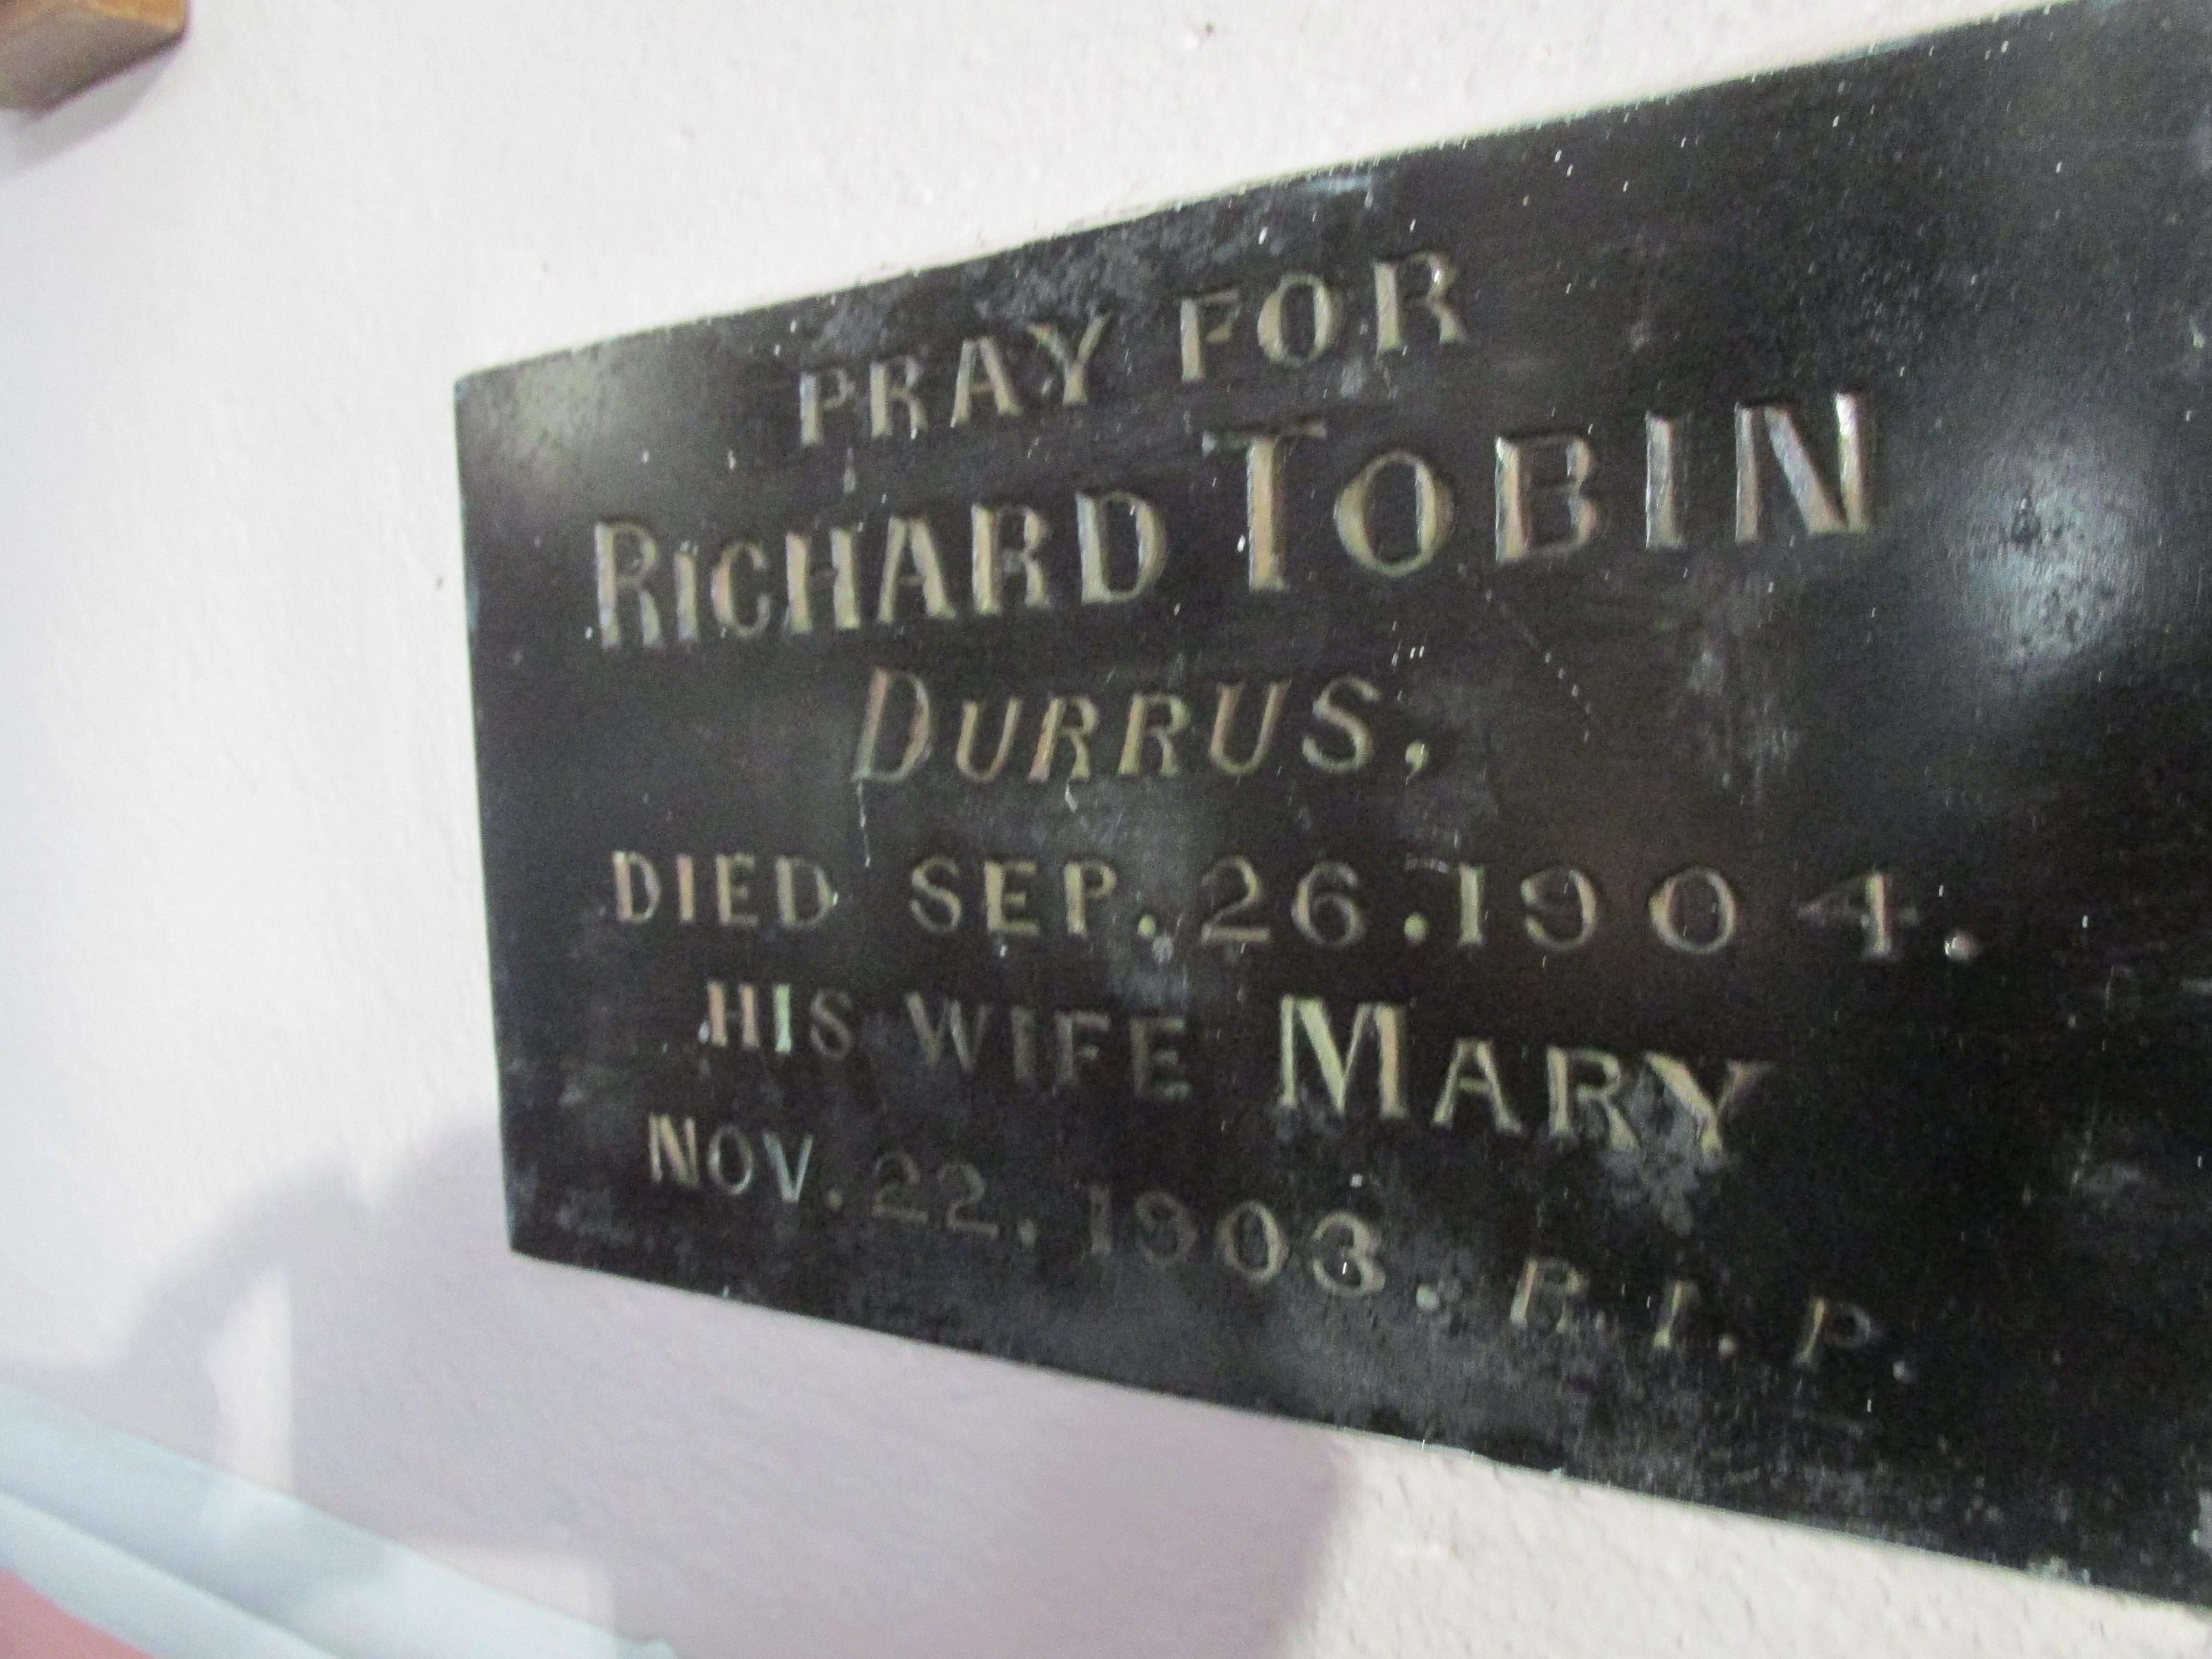 PRAY FOR
RICHARD TOBIN
DURRUS,
DIED SEP. 26. 1904.
HIS WIFE MARY
NOV. 22. 1903. R.I.P.